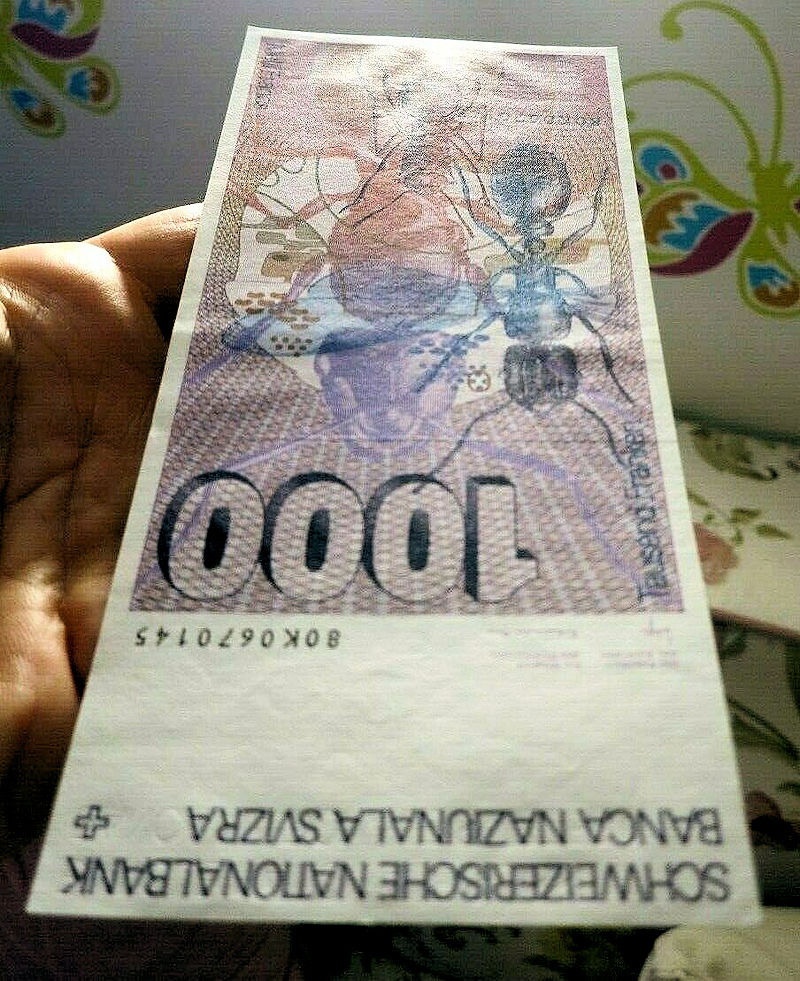 SCHWEIZERISCHE NATIONALBANK
BANCA NAZIUNALA SVIZRA
80K0670145
1000
Tausend Franken